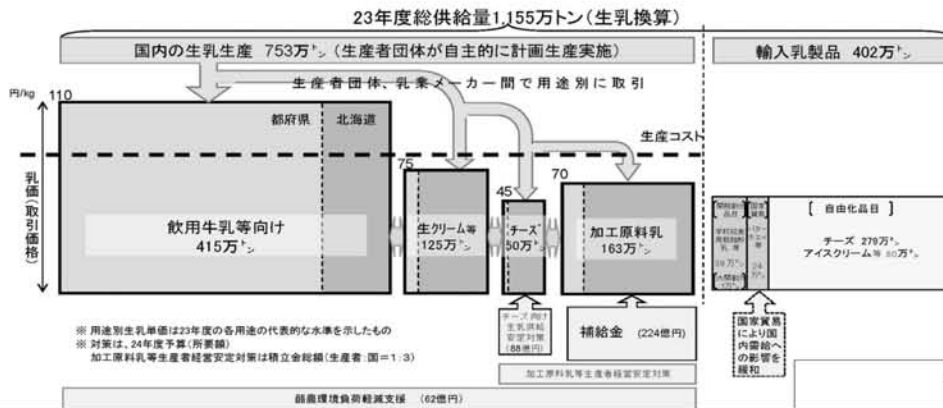 23年度総供給量1,155万トン(生乳換算)
国内の生乳生産 753万㌧ (生産者団体が自主的に計画生産実施)
輸入乳製品 402万㌧
生産者団体、乳業メーカー間で用途別に取引
円/kg
110
都府県
北海道
生産コスト
乳価(取引価格)
飲用牛乳等向け
415万㌧
75
生クリーム等
125万㌧
45
チーズ
50万㌧
70
加工原料乳
163万㌧
国家貿易
[ 自由化品目 ]
チーズ 279万㌧
アイスクリーム等
※ 用途別生乳単価は23年度の各用途の代表的な水準を示したもの
※ 対策は、24年度予算(所要額)
加工原料乳等生産者経営安定対策は積立金総額(生産者:国=1:3)
チーズ向け
生乳供給
安定対策
(88億円)
補給金 (224億円)
国家貿易
により国
内需給へ
の影響を
緩和
加工原料乳等生産者経営安定対策
酪農環境負荷軽減支援 (62億円)